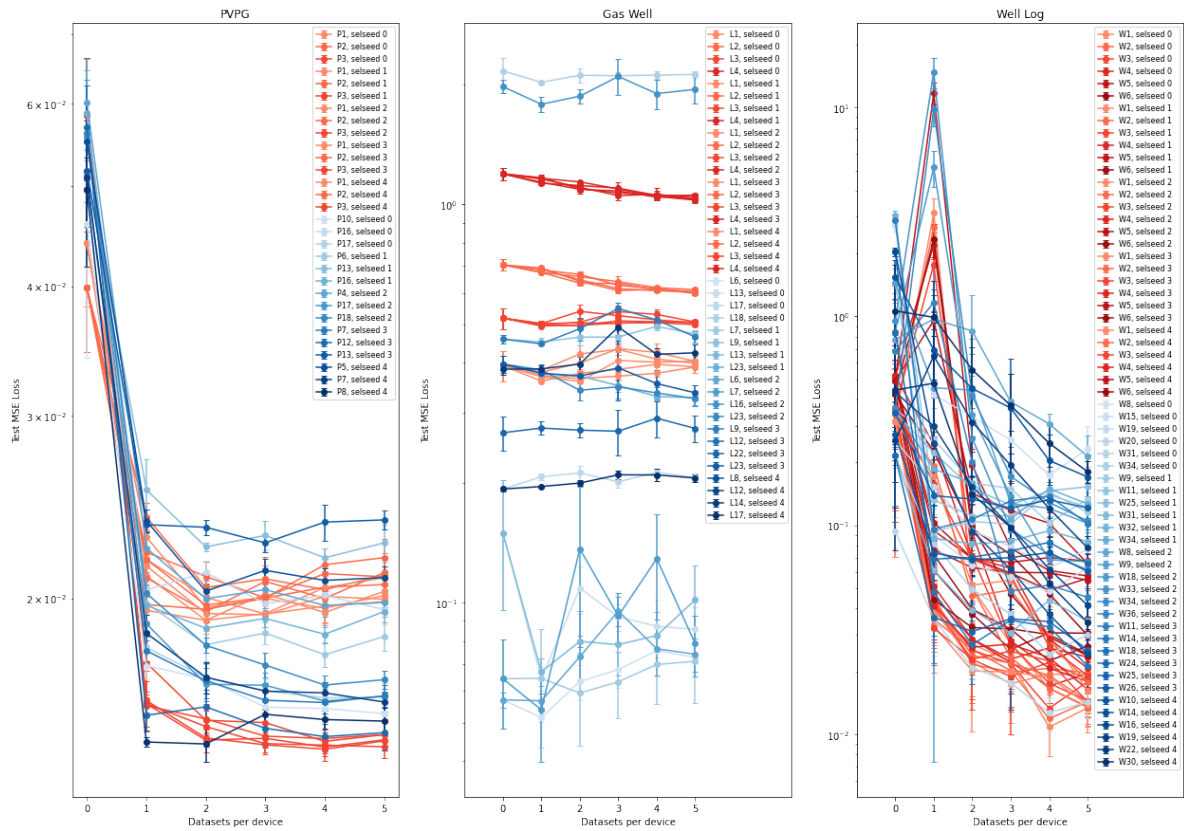 PVPG
Test MSE Loss
6 × 10⁻²
4 × 10⁻²
3 × 10⁻²
2 × 10⁻²
0 1 2 3 4 5
Datasets per device
P1, selseed 0
P2, selseed 0
P3, selseed 0
P1, selseed 1
P2, selseed 1
P3, selseed 1
P1, selseed 2
P2, selseed 2
P3, selseed 2
P1, selseed 3
P2, selseed 3
P3, selseed 3
P1, selseed 4
P2, selseed 4
P3, selseed 4
P10, selseed 0
P16, selseed 0
P17, selseed 0
P6, selseed 1
P13, selseed 1
P16, selseed 1
P4, selseed 2
P17, selseed 2
P18, selseed 2
P7, selseed 3
P12, selseed 3
P13, selseed 3
P5, selseed 4
P7, selseed 4
P8, selseed 4
Gas Well
Test MSE Loss
10⁰
10⁻¹
0 1 2 3 4 5
Datasets per device
L1, selseed 0
L2, selseed 0
L3, selseed 0
L4, selseed 0
L1, selseed 1
L2, selseed 1
L3, selseed 1
L4, selseed 1
L1, selseed 2
L2, selseed 2
L3, selseed 2
L4, selseed 2
L1, selseed 3
L2, selseed 3
L3, selseed 3
L4, selseed 3
L1, selseed 4
L2, selseed 4
L3, selseed 4
L4, selseed 4
L6, selseed 0
L13, selseed 0
L17, selseed 0
L18, selseed 0
L7, selseed 1
L9, selseed 1
L13, selseed 1
L23, selseed 1
L6, selseed 2
L7, selseed 2
L16, selseed 2
L23, selseed 2
L9, selseed 3
L12, selseed 3
L22, selseed 3
L23, selseed 3
L8, selseed 4
L12, selseed 4
L14, selseed 4
L17, selseed 4
Well Log
Test MSE Loss
10¹
10⁰
10⁻¹
10⁻²
0 1 2 3 4 5
Datasets per device
W1, selseed 0
W2, selseed 0
W3, selseed 0
W4, selseed 0
W5, selseed 0
W6, selseed 0
W1, selseed 1
W2, selseed 1
W3, selseed 1
W4, selseed 1
W5, selseed 1
W6, selseed 1
W1, selseed 2
W2, selseed 2
W3, selseed 2
W4, selseed 2
W5, selseed 2
W6, selseed 2
W1, selseed 3
W2, selseed 3
W3, selseed 3
W4, selseed 3
W5, selseed 3
W6, selseed 3
W1, selseed 4
W2, selseed 4
W3, selseed 4
W4, selseed 4
W5, selseed 4
W6, selseed 4
W8, selseed 0
W15, selseed 0
W19, selseed 0
W20, selseed 0
W31, selseed 0
W34, selseed 0
W9, selseed 1
W11, selseed 1
W25, selseed 1
W31, selseed 1
W32, selseed 1
W34, selseed 1
W8, selseed 2
W9, selseed 2
W18, selseed 2
W33, selseed 2
W34, selseed 2
W36, selseed 2
W11, selseed 3
W14, selseed 3
W18, selseed 3
W24, selseed 3
W25, selseed 3
W26, selseed 3
W10, selseed 4
W14, selseed 4
W16, selseed 4
W19, selseed 4
W22, selseed 4
W30, selseed 4